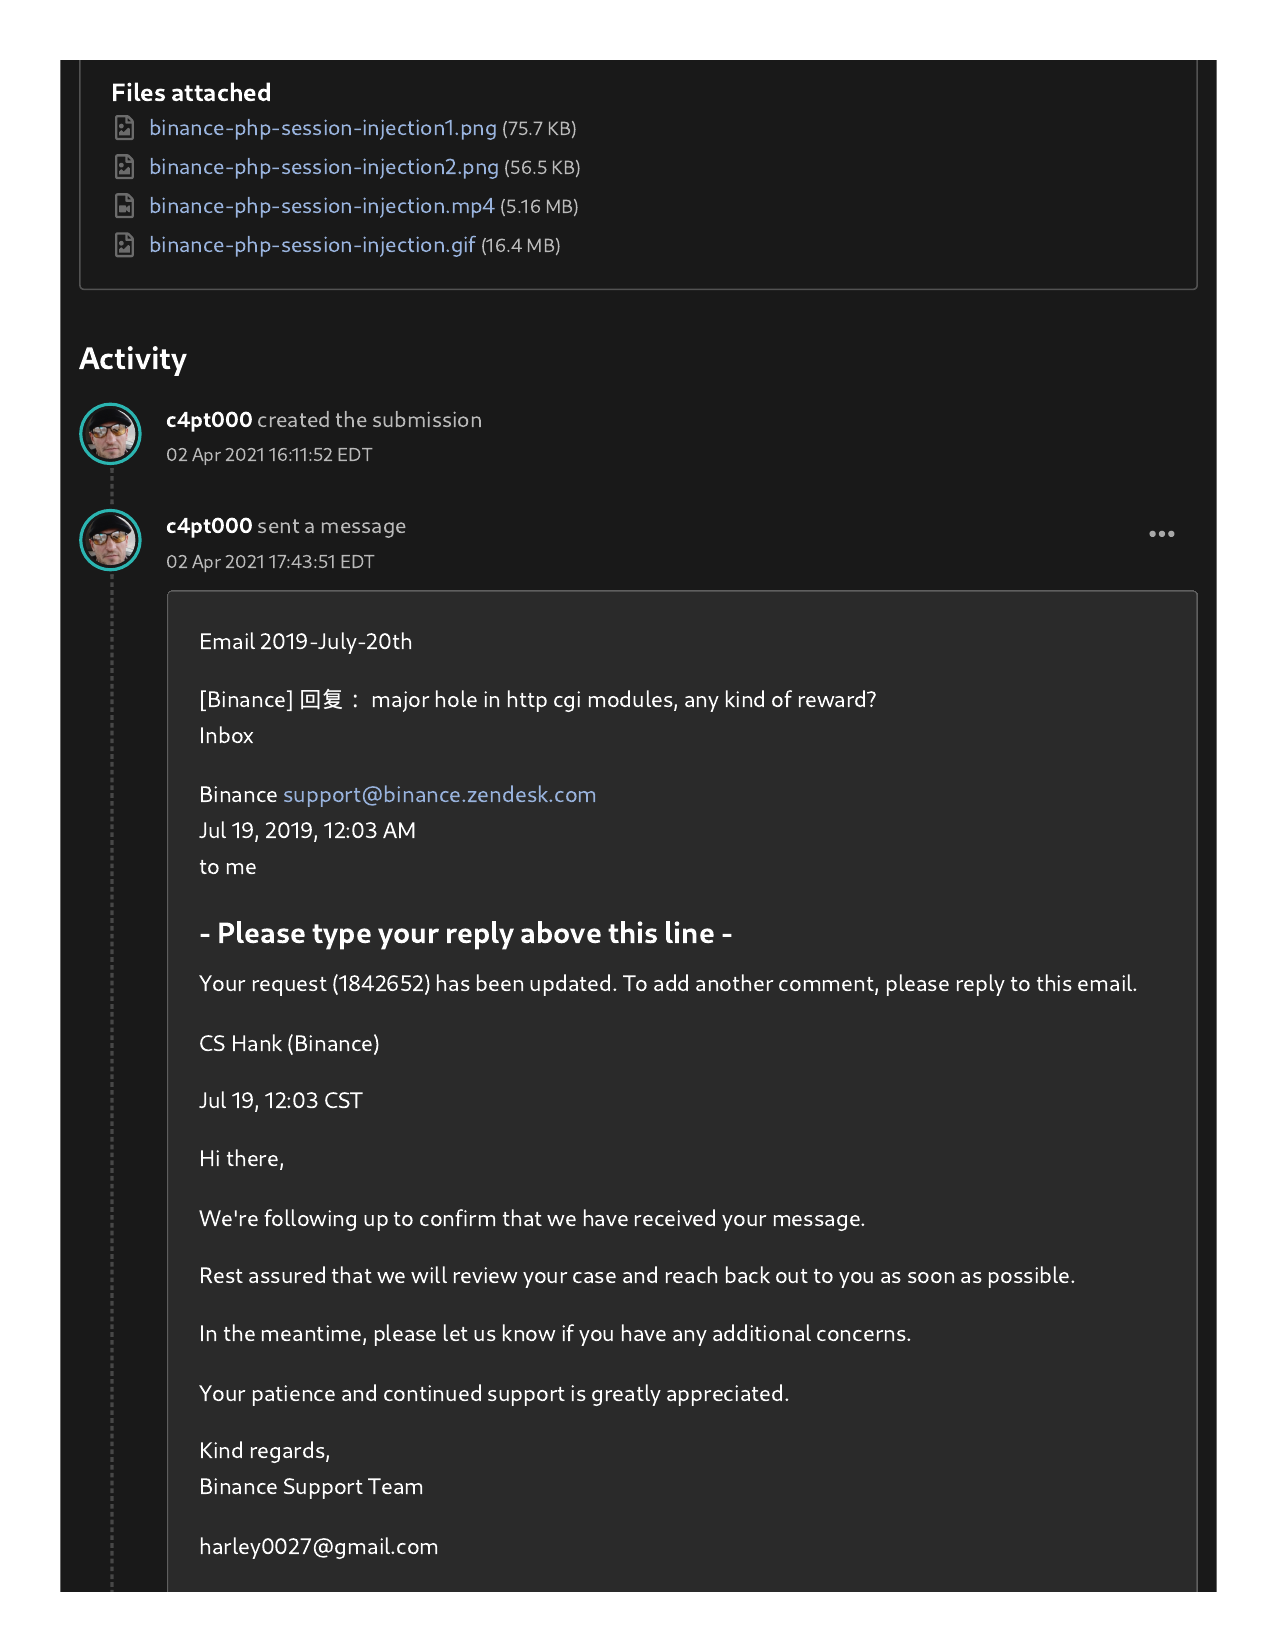 Files attached
binance-php-session-injection1.png (75.7 KB)
binance-php-session-injection2.png (56.5 KB)
binance-php-session-injection.mp4 (5.16 MB)
binance-php-session-injection.gif (16.4 MB)
Activity
c4pt000 created the submission
02 Apr 2021 16:11:52 EDT
c4pt000 sent a message
02 Apr 2021 17:43:51 EDT
Email 2019-July-20th
[Binance] 回复： major hole in http cgi modules, any kind of reward?
Inbox
Binance support@binance.zendesk.com
Jul 19, 2019, 12:03 AM
to me
- Please type your reply above this line -
Your request (1842652) has been updated. To add another comment, please reply to this email.
CS Hank (Binance)
Jul 19, 12:03 CST
Hi there,
We're following up to confirm that we have received your message.
Rest assured that we will review your case and reach back out to you as soon as possible.
In the meantime, please let us know if you have any additional concerns.
Your patience and continued support is greatly appreciated.
Kind regards,
Binance Support Team
harley0027@gmail.com